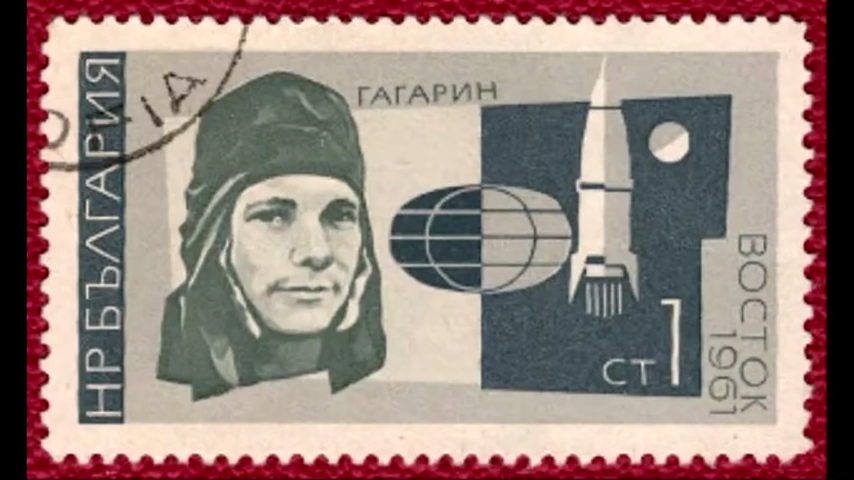 НР БЪЛГАРИЯ
ГАГАРИН
ВОСТОК
1961
1
СТ